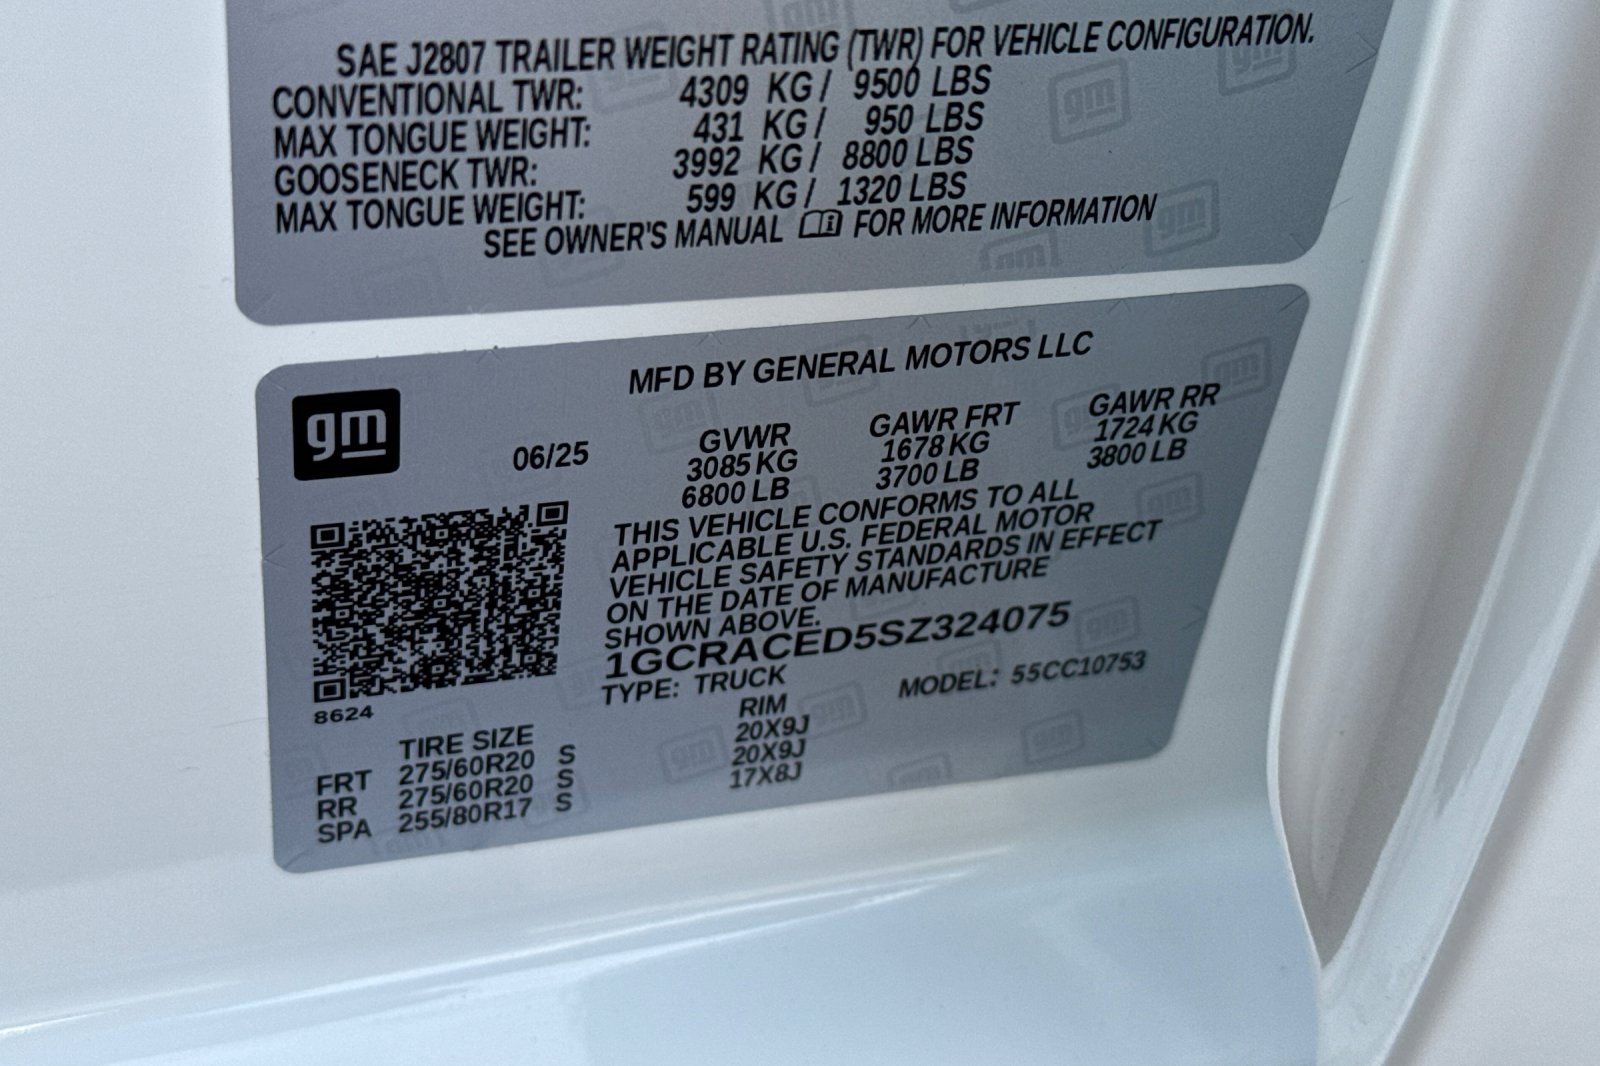 SAE J2807 TRAILER WEIGHT RATING (TWR) FOR VEHICLE CONFIGURATION.
CONVENTIONAL TWR: 4309 KG / 9500 LBS
MAX TONGUE WEIGHT: 431 KG / 950 LBS
GOOSENECK TWR: 3992 KG / 8800 LBS
MAX TONGUE WEIGHT: 599 KG / 1320 LBS
SEE OWNER'S MANUAL FOR MORE INFORMATION
MFD BY GENERAL MOTORS LLC
gm
06/25 GVWR GAWR FRT GAWR RR
3085 KG 1678 KG 1724 KG
6800 LB 3700 LB 3800 LB
THIS VEHICLE CONFORMS TO ALL
APPLICABLE U.S. FEDERAL MOTOR
VEHICLE SAFETY STANDARDS IN EFFECT
ON THE DATE OF MANUFACTURE
SHOWN ABOVE.
1GCRACED5SZ324075
TYPE: TRUCK MODEL: 55CC10753
8624
TIRE SIZE RIM
FRT 275/60R20 S 20X9J
RR 275/60R20 S 20X9J
SPA 255/80R17 S 17X8J